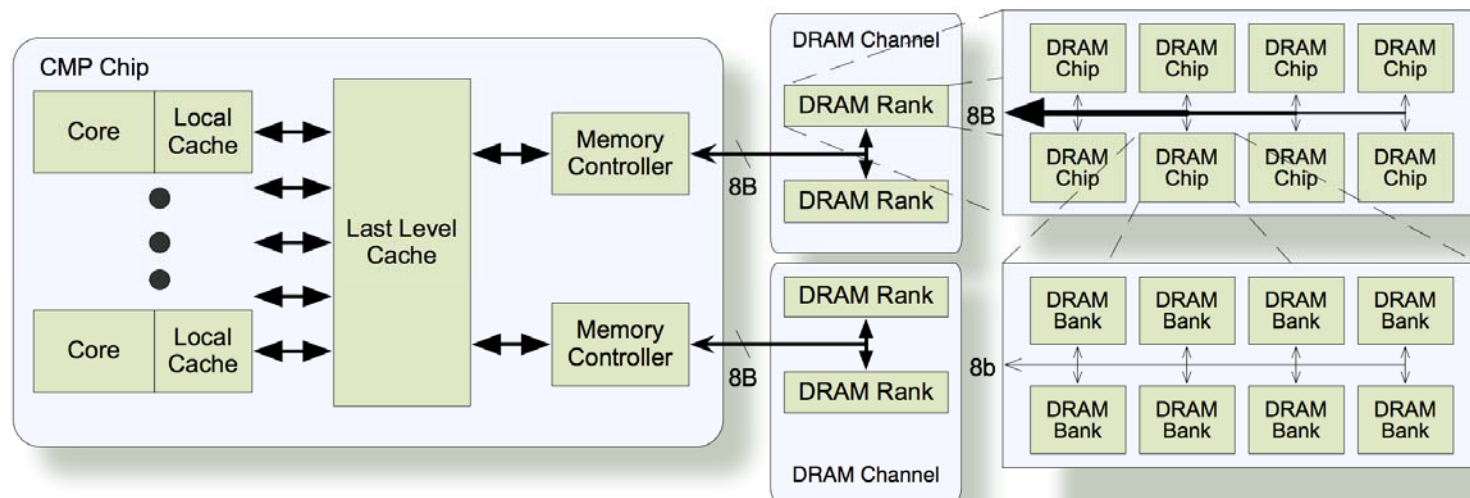 CMP Chip
Core
Local
Cache
Core
Local
Cache
Last Level
Cache
Memory
Controller
Memory
Controller
8B
8B
DRAM Channel
DRAM Rank
DRAM Rank
DRAM Rank
DRAM Rank
DRAM Channel
8B
DRAM
Chip
DRAM
Chip
DRAM
Chip
DRAM
Chip
DRAM
Chip
DRAM
Chip
DRAM
Chip
DRAM
Chip
8b
DRAM
Bank
DRAM
Bank
DRAM
Bank
DRAM
Bank
DRAM
Bank
DRAM
Bank
DRAM
Bank
DRAM
Bank